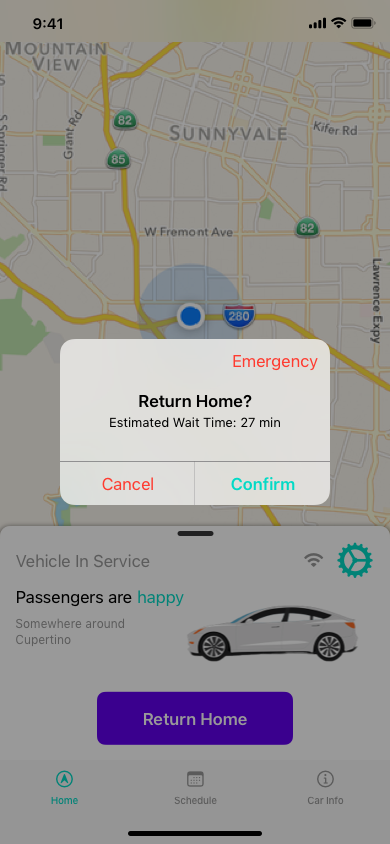 9:41
MOUNTAIN
VIEW
82
SUNNYVALE
Kifer Rd
Grant Rd
S Springer Rd
85
W Fremont Ave
82
280
Lawrence Expy
Emergency
Return Home?
Estimated Wait Time: 27 min
Cancel
Confirm
Vehicle In Service
Passengers are happy
Somewhere around
Cupertino
Return Home
Home
Schedule
Car Info